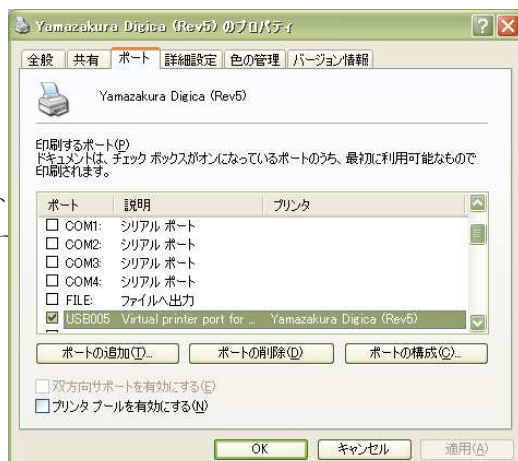 Yamazakura Digica (Rev5) のプロパティ
全般 共有 ポート 詳細設定 色の管理 バージョン情報
Yamazakura Digica (Rev5)
印刷するポート(P)
ドキュメントは、チェック ボックスがオンになっているポートのうち、最初に利用可能なもので
印刷されます。
ポート 説明 プリンタ
COM1: シリアル ポート
COM2: シリアル ポート
COM3: シリアル ポート
COM4: シリアル ポート
FILE: ファイルへ出力
USB005 Virtual printer port for ... Yamazakura Digica (Rev5)
ポートの追加(T)... ポートの削除(D) ポートの構成(C)...
双方向サポートを有効にする(E)
プリンタ プールを有効にする(N)
OK キャンセル 適用(A)